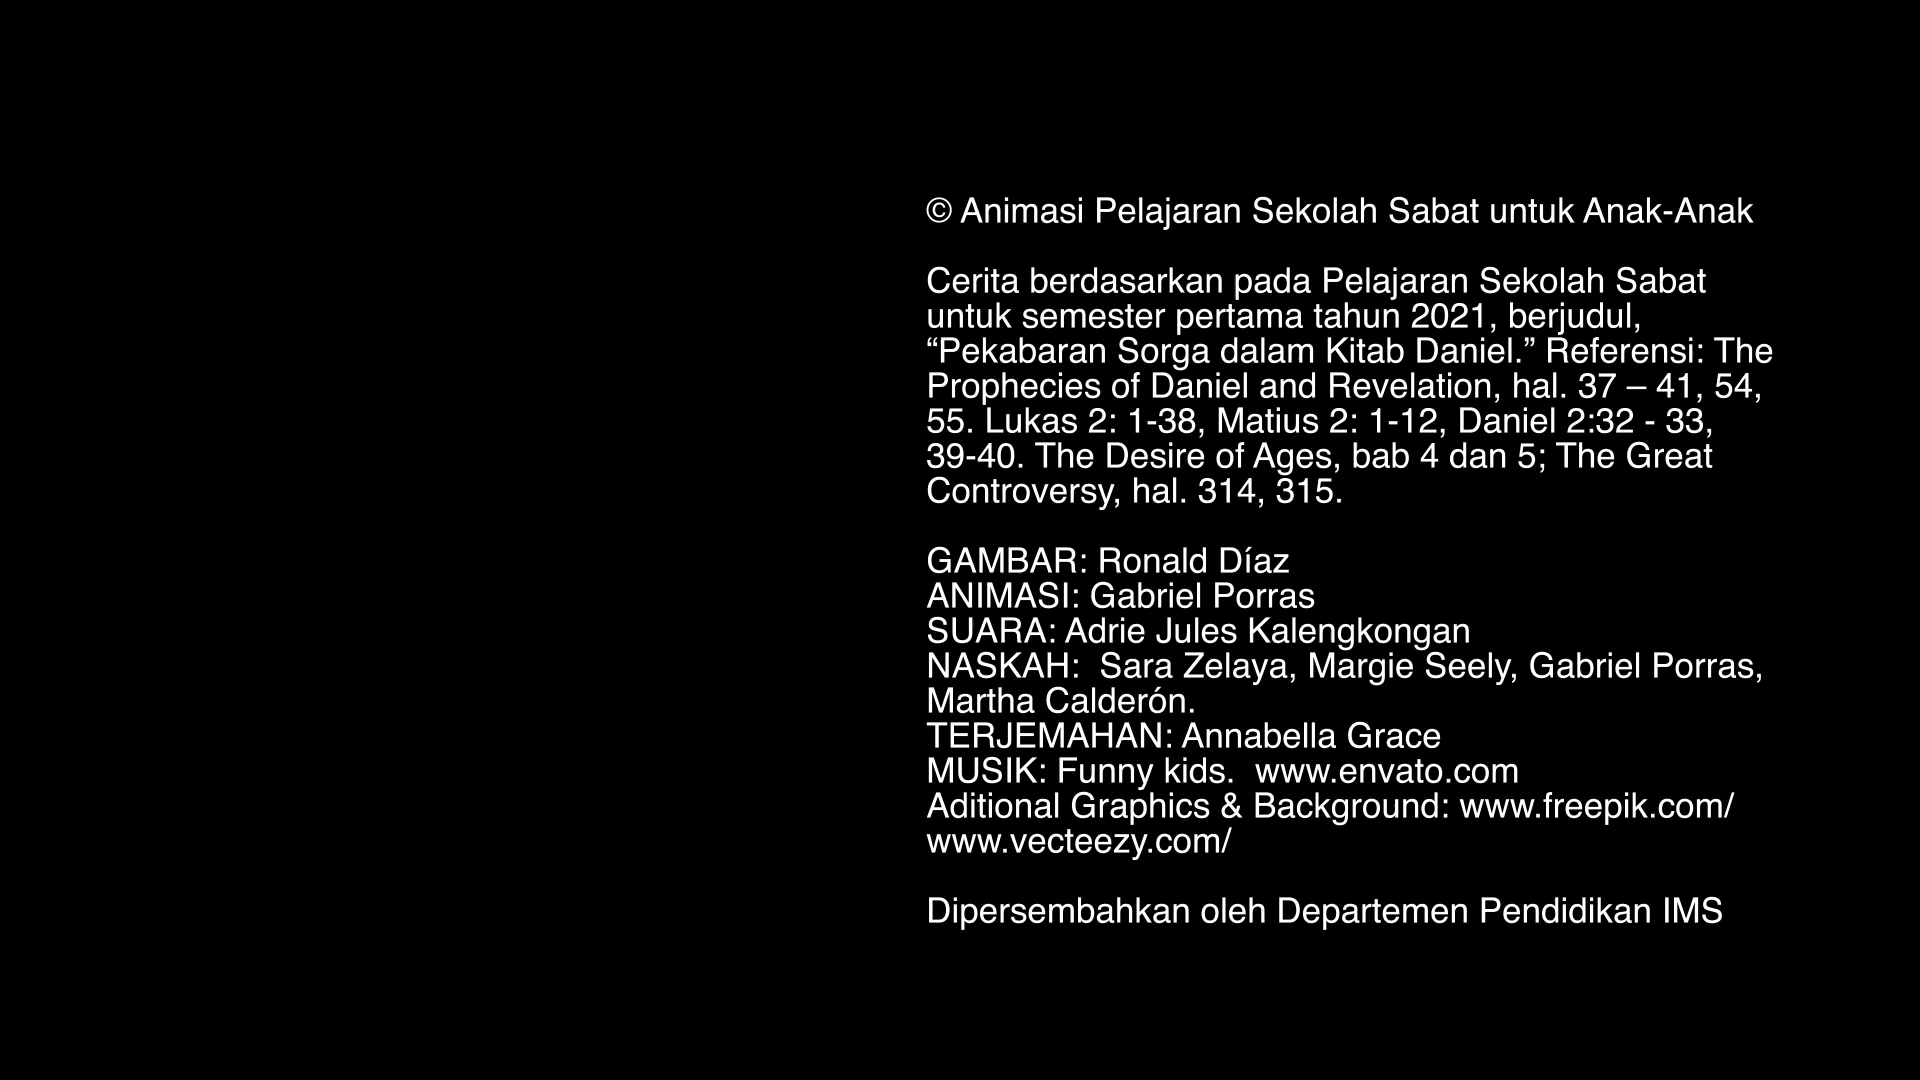 © Animasi Pelajaran Sekolah Sabat untuk Anak-Anak
Cerita berdasarkan pada Pelajaran Sekolah Sabat
untuk semester pertama tahun 2021, berjudul,
“Pekabaran Sorga dalam Kitab Daniel.” Referensi: The
Prophecies of Daniel and Revelation, hal. 37 – 41, 54,
55. Lukas 2: 1-38, Matius 2: 1-12, Daniel 2:32 - 33,
39-40. The Desire of Ages, bab 4 dan 5; The Great
Controversy, hal. 314, 315.
GAMBAR: Ronald Díaz
ANIMASI: Gabriel Porras
SUARA: Adrie Jules Kalengkongan
NASKAH:  Sara Zelaya, Margie Seely, Gabriel Porras,
Martha Calderón.
TERJEMAHAN: Annabella Grace
MUSIK: Funny kids.  www.envato.com
Aditional Graphics & Background: www.freepik.com/
www.vecteezy.com/
Dipersembahkan oleh Departemen Pendidikan IMS